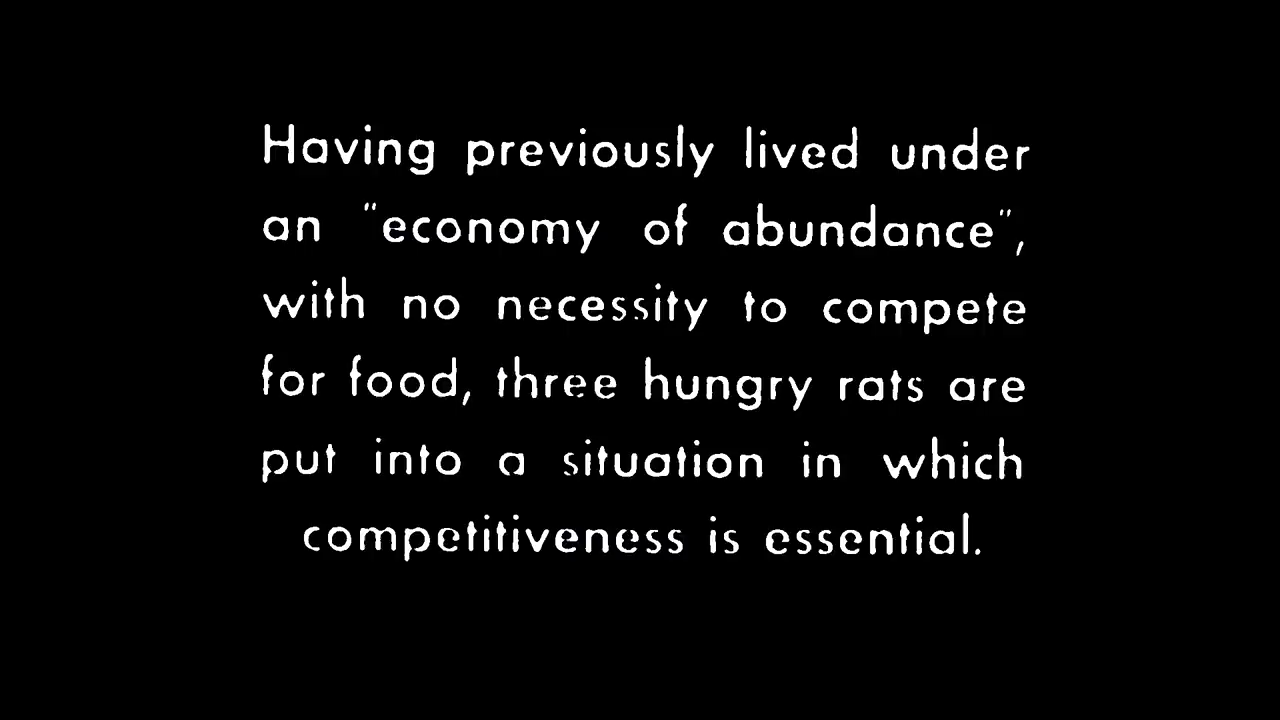 Having previously lived under
an "economy of abundance",
with no necessity to compete
for food, three hungry rats are
put into a situation in which
competitiveness is essential.